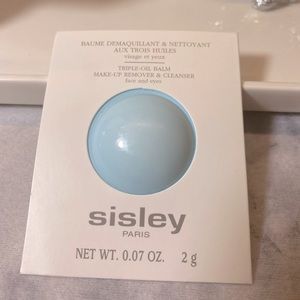 BAUME DEMAQUILLANT & NETTOYANT
AUX TROIS HUILES
visage et yeux
TRIPLE-OIL BALM
MAKE-UP REMOVER & CLEANSER
face and eyes
sisley
PARIS
NET WT. 0.07 OZ. 2 g